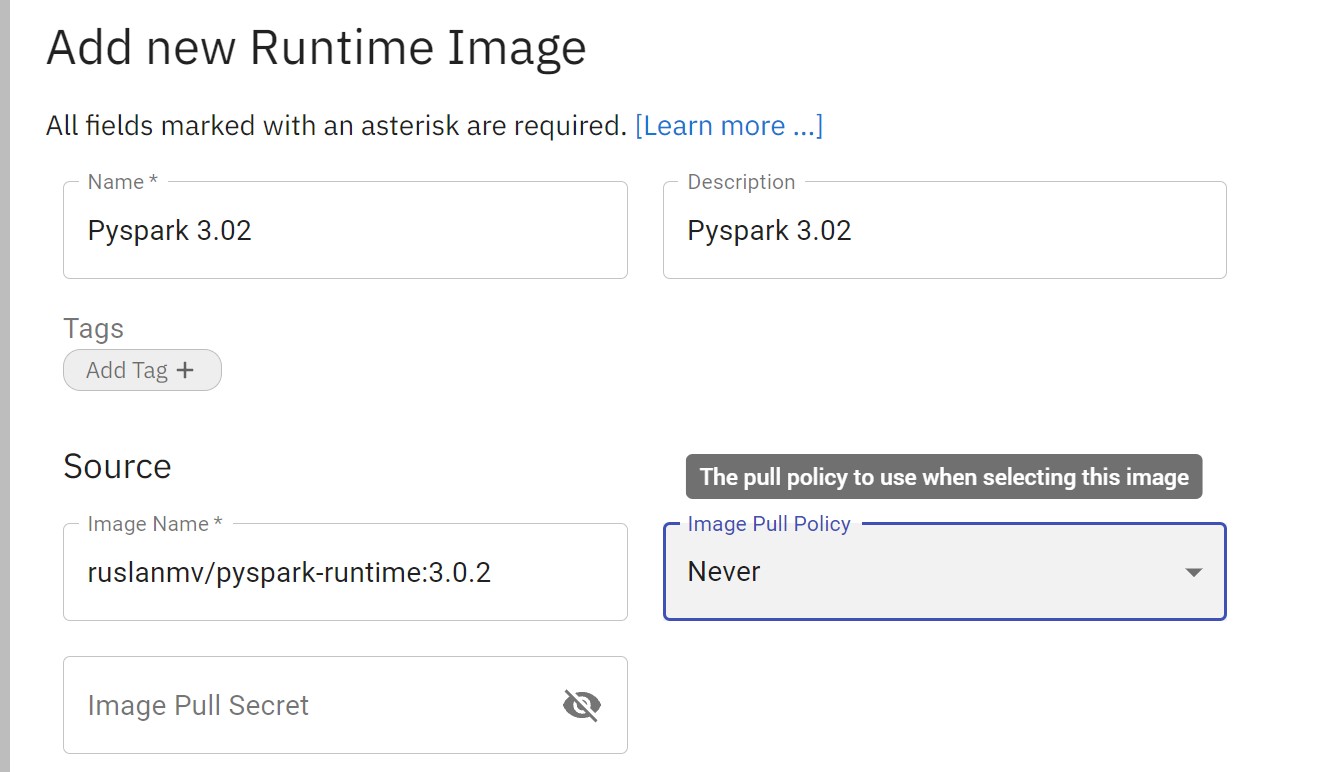 Add new Runtime Image
All fields marked with an asterisk are required. [Learn more ...]
Name *
Pyspark 3.02
Description
Pyspark 3.02
Tags
Add Tag +
Source
The pull policy to use when selecting this image
Image Name *
ruslanmv/pyspark-runtime:3.0.2
Image Pull Policy
Never
Image Pull Secret